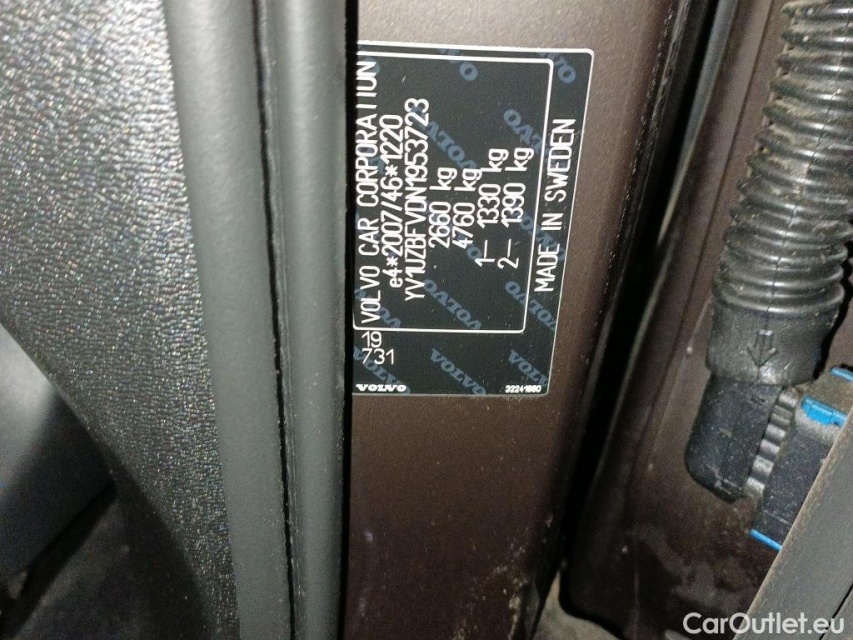 VOLVO CAR CORPORATION
e4*2007/46*1220
YV1UZBFVDN1953723
2660 kg
4760 kg
1– 1330 kg
2– 1390 kg
MADE IN SWEDEN
19
731
VOLVO
32241880
CarOutlet.eu